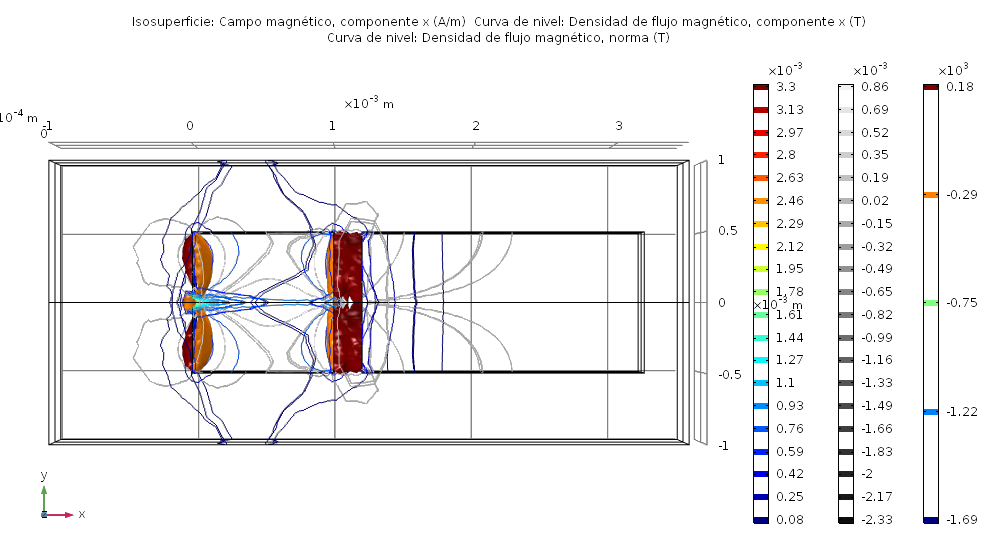 Isosuperficie: Campo magnético, componente x (A/m)  Curva de nivel: Densidad de flujo magnético, componente x (T)
Curva de nivel: Densidad de flujo magnético, norma (T)
×10⁻³ ×10⁻³ ×10³
3.3 0.86 0.18
3.13 0.69
2.97 0.52
2.8 0.35
2.63 0.19
2.46 0.02 -0.29
2.29 -0.15
2.12 -0.32
1.95 -0.49
1.78 -0.65
×10⁻³ m -0.75
1.61 -0.82
1.44 -0.99
1.27 -1.16
1.1 -1.33
0.93 -1.49 -1.22
0.76 -1.66
0.59 -1.83
0.42 -2
0.25 -2.17
0.08 -2.33 -1.69
×10⁻³ m
10⁻⁴ m
-1 0 1 2 3
0
1
0.5
0
-0.5
-1
y
x